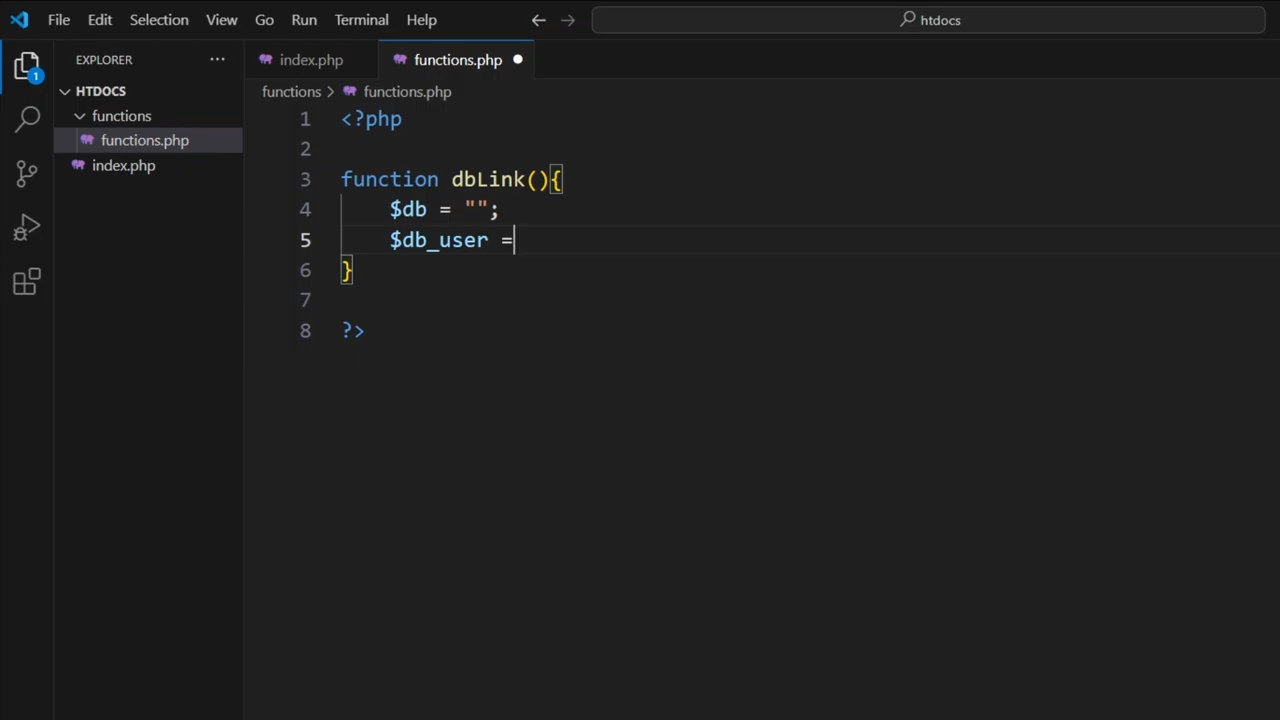 File Edit Selection View Go Run Terminal Help htdocs
EXPLORER
1
HTDOCS
functions
functions.php
index.php
index.php functions.php
functions > functions.php
1 <?php
2
3 function dbLink(){
4 $db = "";
5 $db_user =
6 }
7
8 ?>